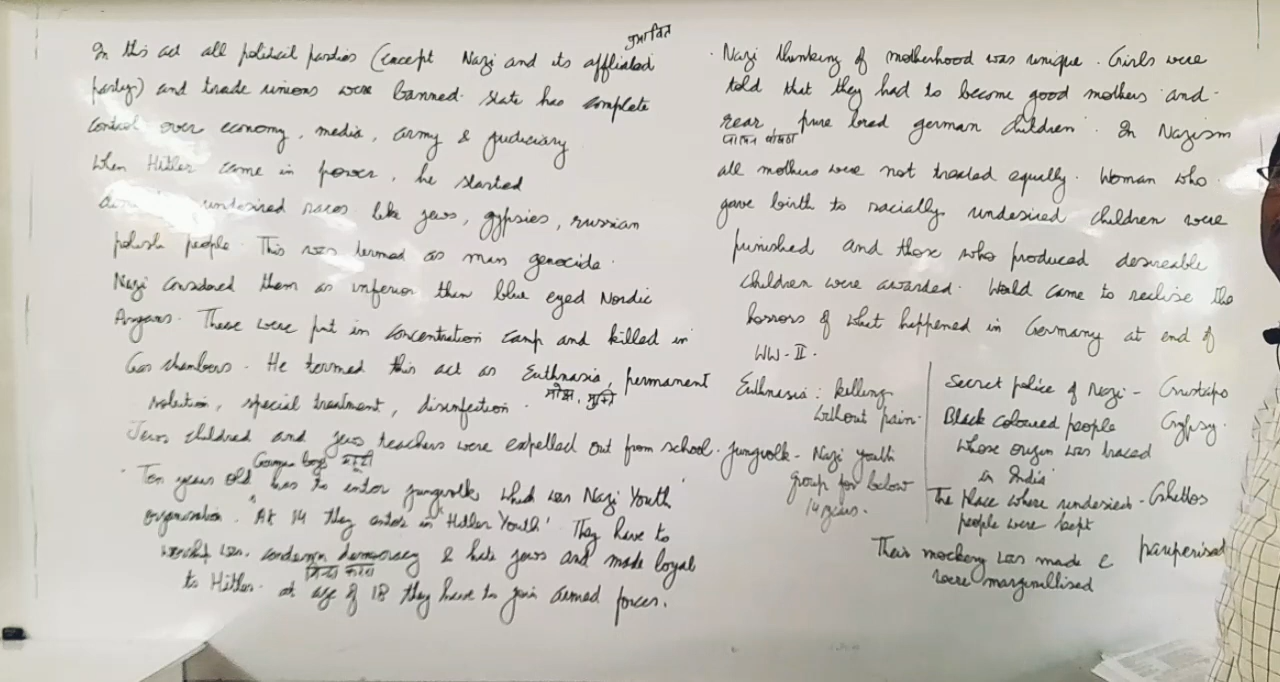 In this act all political parties (except Nazi and its affiliated
party) and trade unions were banned. State has complete
control over economy, media, army & judiciary
When Hitler came in power, he started
undesired races like jews, gypsies, russian
polish people. This was termed as mass genocide.
Nazi considered them as inferior than blue eyed Nordic
Aryans. These were put in concentration camp and killed in
Gas chambers. He termed this act as Euthnasia, permanent
मोक्ष, मुक्ति
solution, special treatment, disinfection.
Jews children and jews teachers were expelled out from school.
German boys
Ten years old has to enter jungvolk which was Nazi Youth
organisation. At 14 they enter in 'Hitler Youth'. They have to
worship war, condemn democracy & hate jews and made loyal
निन्दा करना
to Hitler. at age of 18 they have to join armed forces.
Nazi thinking of motherhood was unique. Girls were
told that they had to become good mothers and
rear pure bred german children. In Nazism
पालन पोषण
all mothers were not treated equally. Woman who
gave birth to racially undesired children were
punished and those who produced desireable
children were awarded. World came to realise the
horrors of what happened in Germany at end of
WW-II.
Euthnasia: killing
without pain.
Jungvolk - Nazi youth
group for below
14 years.
Secret police of Nazi - Gustapo
Black coloured people Gypsy.
whose origin was traced
in India
The place where undesired - Ghettos
people were kept
Their mockery was made & pauperised
were marginallised